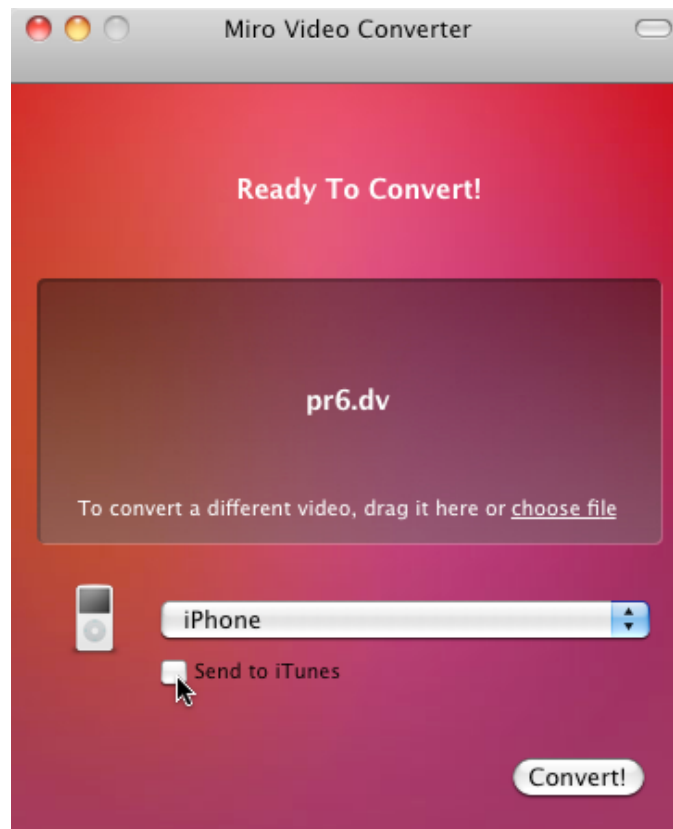 Miro Video Converter
Ready To Convert!
pr6.dv
To convert a different video, drag it here or choose file
iPhone
Send to iTunes
Convert!